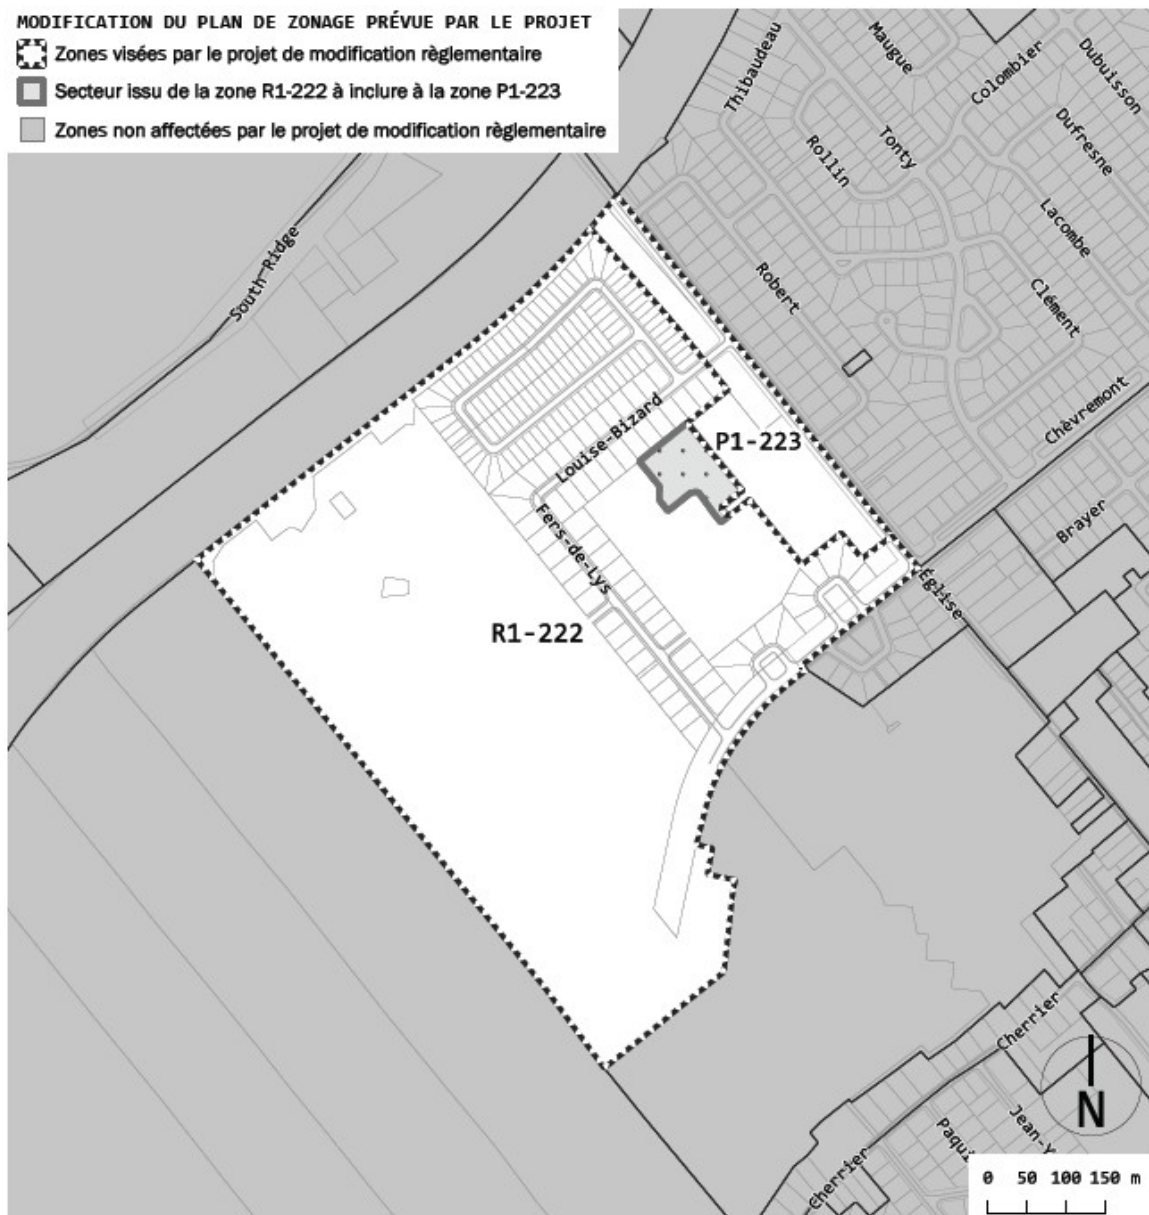 MODIFICATION DU PLAN DE ZONAGE PRÉVUE PAR LE PROJET
Zones visées par le projet de modification règlementaire
Secteur issu de la zone R1-222 à inclure à la zone P1-223
Zones non affectées par le projet de modification règlementaire
Thibaudeau
Maugue
Colombier
Dubuisson
Rollin
Tonty
Dufresne
Lacombe
South-Ridge
Robert
Clément
Chèvremont
Louise-Bizard
P1-223
Fers-de-Lys
Brayer
Église
R1-222
Cherrier
N
Jean-Y
Paqui
Cherrier
0 50 100 150 m